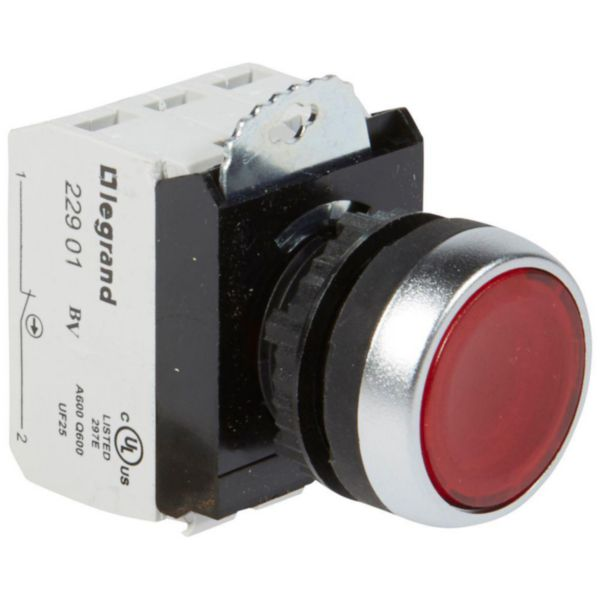 legrand
229 01
BV
A600 Q600
UF25
C UL US
LISTED
297E
1
2